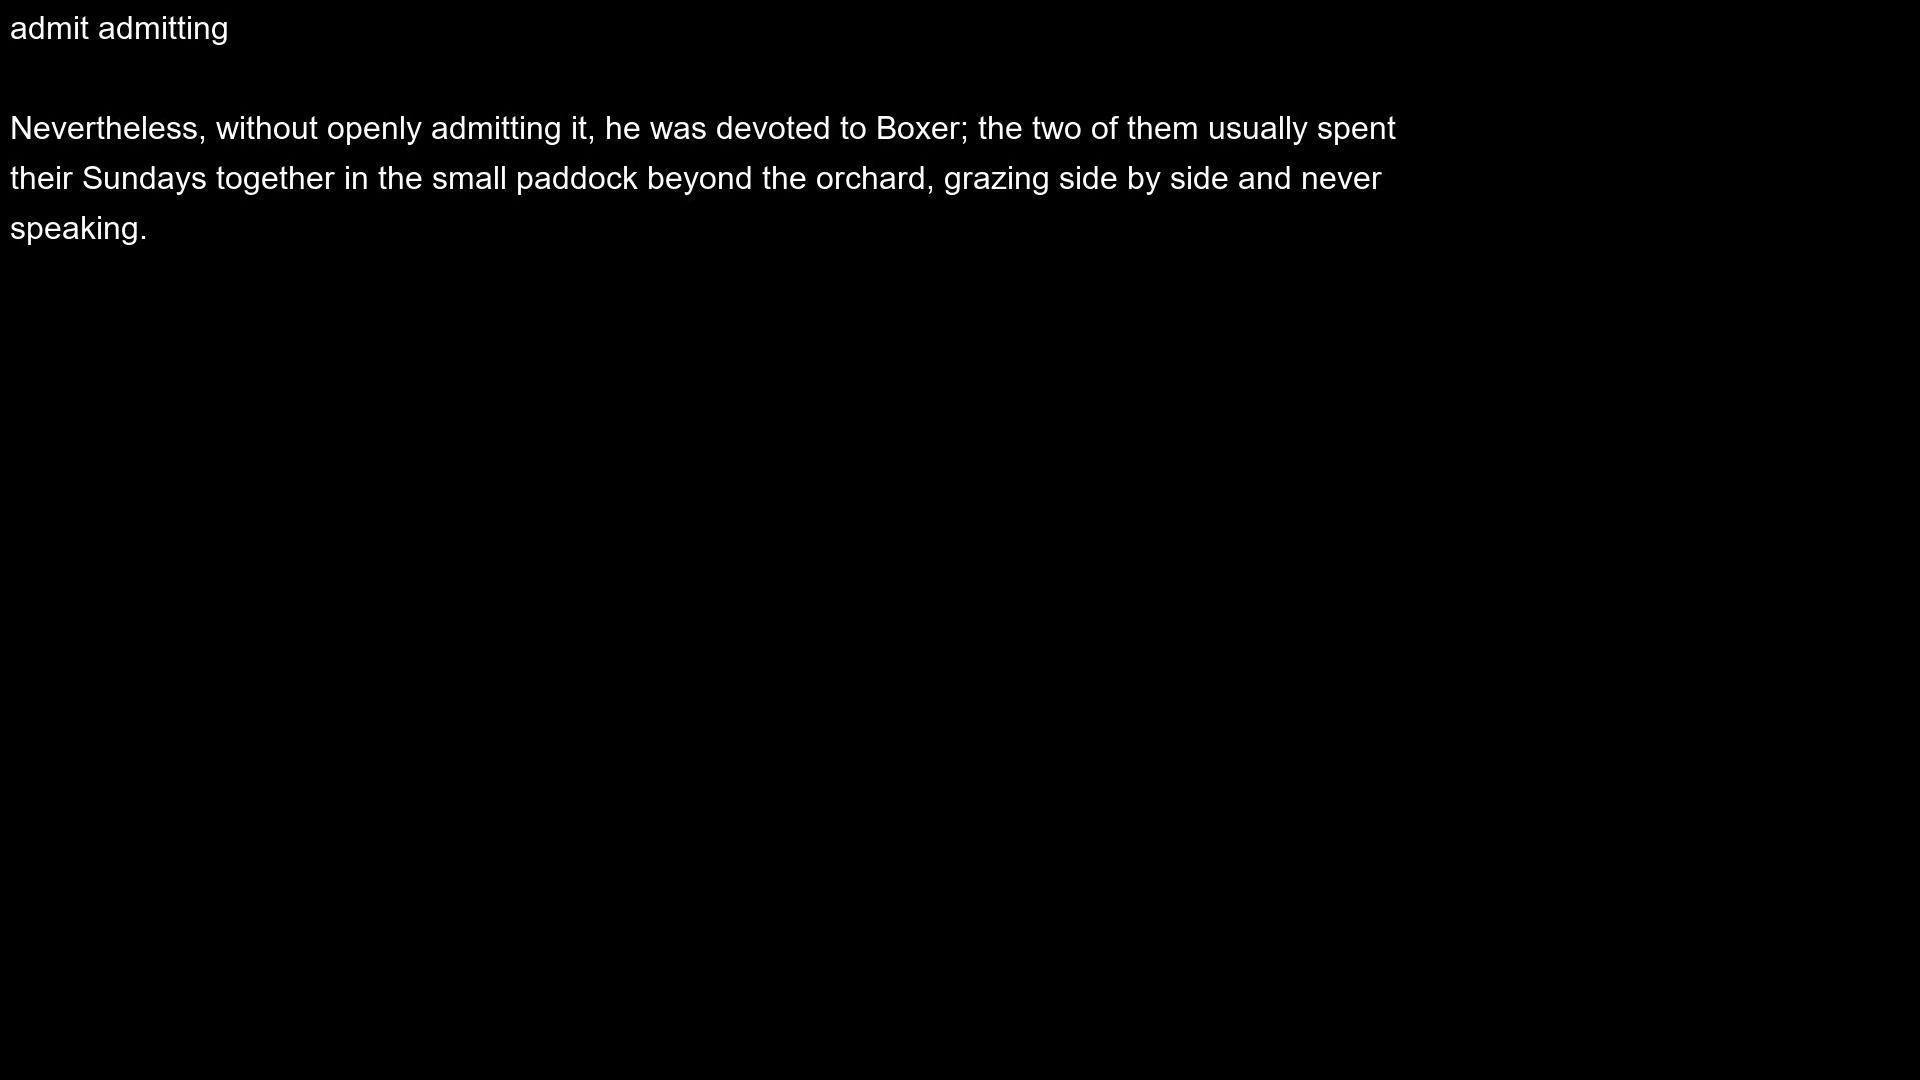 admit admitting
Nevertheless, without openly admitting it, he was devoted to Boxer; the two of them usually spent
their Sundays together in the small paddock beyond the orchard, grazing side by side and never
speaking.